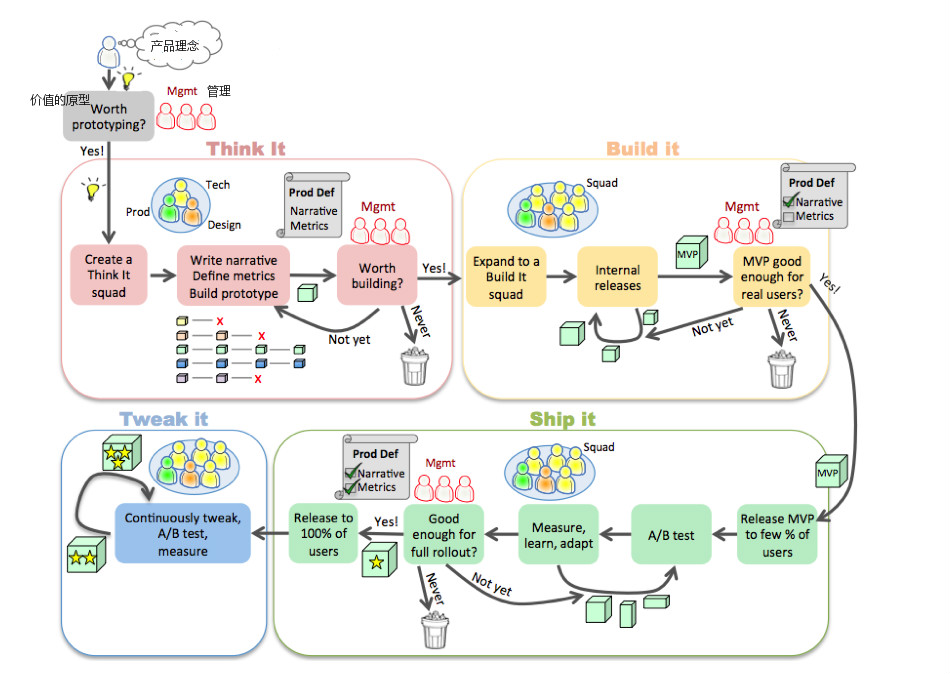 产品理念
价值的原型
Worth
prototyping?
Mgmt 管理
Yes!
Think It
Tech
Prod
Design
Prod Def
Narrative
Metrics
Mgmt
Create a
Think It
squad
Write narrative
Define metrics
Build prototype
Worth
building?
Yes!
Not yet
Never
X
X
X
Build it
Squad
Prod Def
Narrative
Metrics
Mgmt
MVP
Expand to a
Build It
squad
Internal
releases
MVP good
enough for
real users?
Yes!
Not yet
Never
Tweak it
Continuously tweak,
A/B test,
measure
Ship it
Prod Def
Narrative
Metrics
Mgmt
Squad
MVP
Release to
100% of
users
Yes!
Good
enough for
full rollout?
Measure,
learn, adapt
A/B test
Release MVP
to few % of
users
Never
Not yet